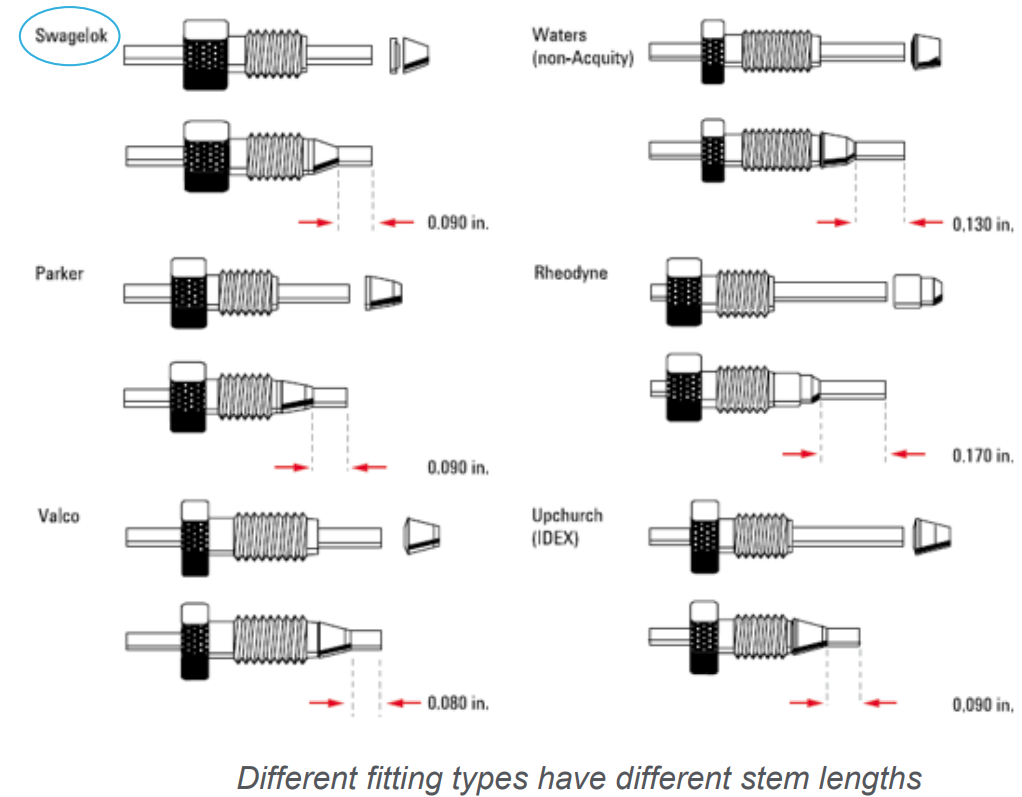 Swagelok
Waters
(non-Acquity)
0.090 in.
0.130 in.
Parker
Rheodyne
0.090 in.
0.170 in.
Valco
Upchurch
(IDEX)
0.080 in.
0.090 in.
Different fitting types have different stem lengths